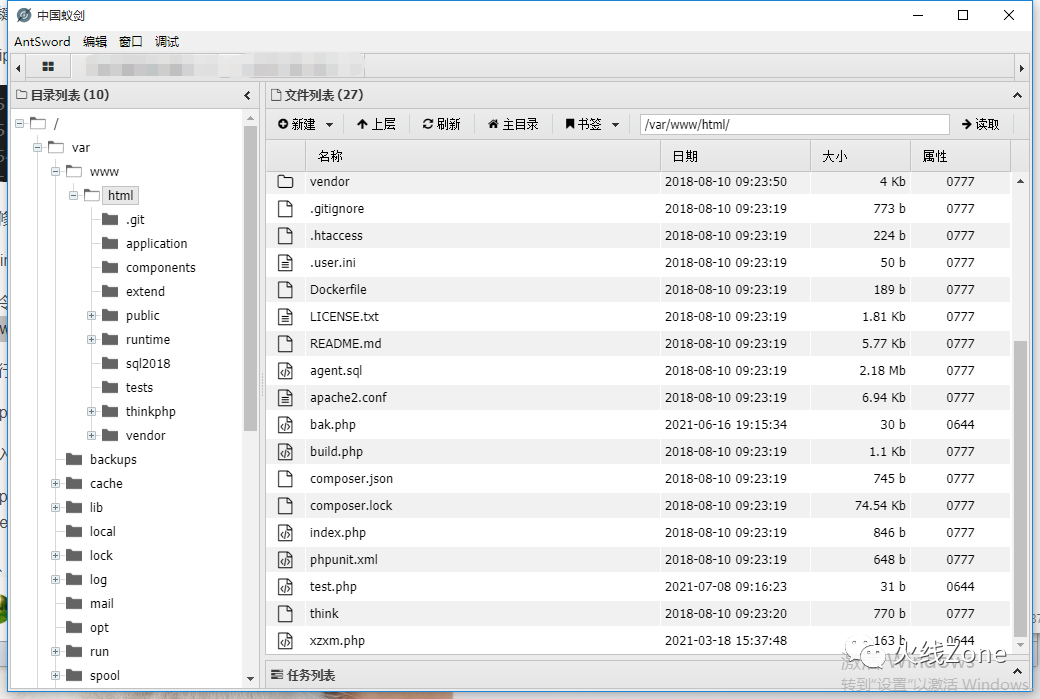 中国蚁剑
AntSword 编辑 窗口 调试
目录列表 (10)
文件列表 (27)
新建 上层 刷新 主目录 书签 /var/www/html/ 读取
名称 日期 大小 属性
/
var
www
html
.git
application
components
extend
public
runtime
sql2018
tests
thinkphp
vendor
backups
cache
lib
local
lock
log
mail
opt
run
spool
vendor 2018-08-10 09:23:50 4 Kb 0777
.gitignore 2018-08-10 09:23:19 773 b 0777
.htaccess 2018-08-10 09:23:19 224 b 0777
.user.ini 2018-08-10 09:23:19 50 b 0777
Dockerfile 2018-08-10 09:23:19 189 b 0777
LICENSE.txt 2018-08-10 09:23:19 1.81 Kb 0777
README.md 2018-08-10 09:23:19 5.77 Kb 0777
agent.sql 2018-08-10 09:23:19 2.18 Mb 0777
apache2.conf 2018-08-10 09:23:19 6.94 Kb 0777
bak.php 2021-06-16 19:15:34 30 b 0644
build.php 2018-08-10 09:23:19 1.1 Kb 0777
composer.json 2018-08-10 09:23:19 745 b 0777
composer.lock 2018-08-10 09:23:19 74.54 Kb 0777
index.php 2018-08-10 09:23:19 846 b 0777
phpunit.xml 2018-08-10 09:23:19 648 b 0777
test.php 2021-07-08 09:16:23 31 b 0644
think 2018-08-10 09:23:20 770 b 0777
xzxm.php 2021-03-18 15:37:48 163 b 0644
任务列表
火线Zone
激活 Windows
转到"设置"以激活 Windows